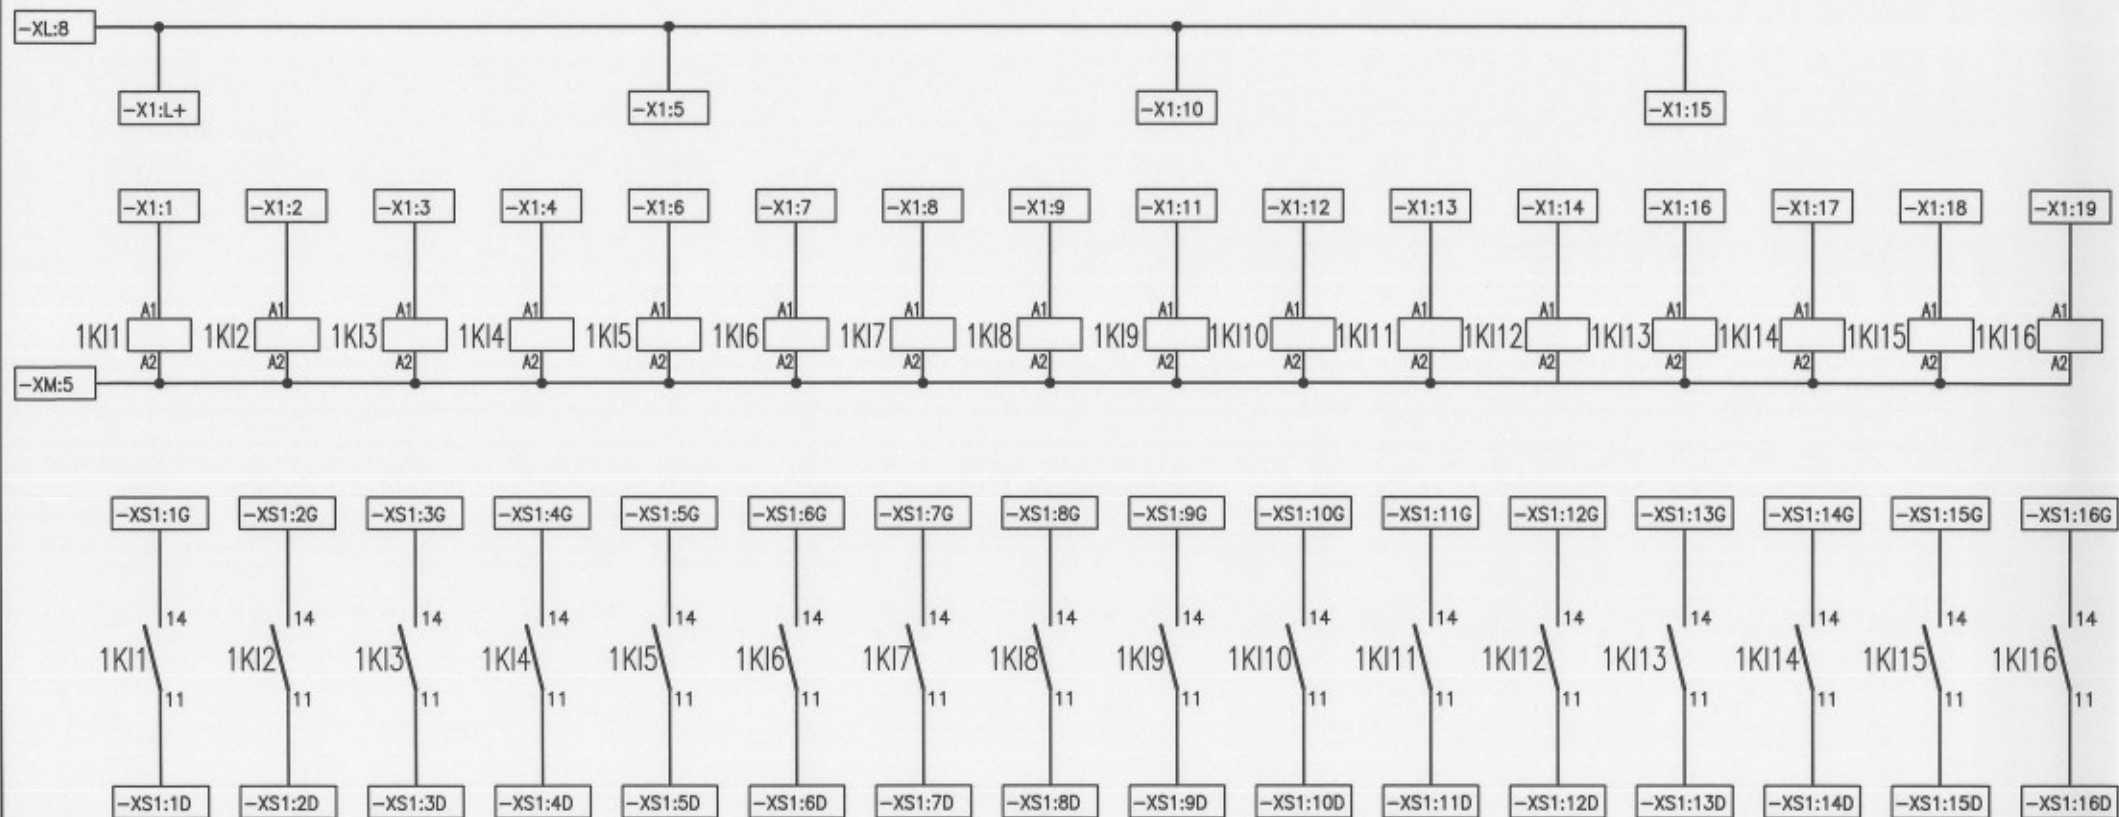 -XL:8
-X1:L+ -X1:5 -X1:10 -X1:15
-X1:1 -X1:2 -X1:3 -X1:4 -X1:6 -X1:7 -X1:8 -X1:9 -X1:11 -X1:12 -X1:13 -X1:14 -X1:16 -X1:17 -X1:18 -X1:19
A1 A1 A1 A1 A1 A1 A1 A1 A1 A1 A1 A1 A1 A1 A1 A1
1KI1 1KI2 1KI3 1KI4 1KI5 1KI6 1KI7 1KI8 1KI9 1KI10 1KI11 1KI12 1KI13 1KI14 1KI15 1KI16
A2 A2 A2 A2 A2 A2 A2 A2 A2 A2 A2 A2 A2 A2 A2 A2
-XM:5
-XS1:1G -XS1:2G -XS1:3G -XS1:4G -XS1:5G -XS1:6G -XS1:7G -XS1:8G -XS1:9G -XS1:10G -XS1:11G -XS1:12G -XS1:13G -XS1:14G -XS1:15G -XS1:16G
14 14 14 14 14 14 14 14 14 14 14 14 14 14 14 14
1KI1 1KI2 1KI3 1KI4 1KI5 1KI6 1KI7 1KI8 1KI9 1KI10 1KI11 1KI12 1KI13 1KI14 1KI15 1KI16
11 11 11 11 11 11 11 11 11 11 11 11 11 11 11 11
-XS1:1D -XS1:2D -XS1:3D -XS1:4D -XS1:5D -XS1:6D -XS1:7D -XS1:8D -XS1:9D -XS1:10D -XS1:11D -XS1:12D -XS1:13D -XS1:14D -XS1:15D -XS1:16D